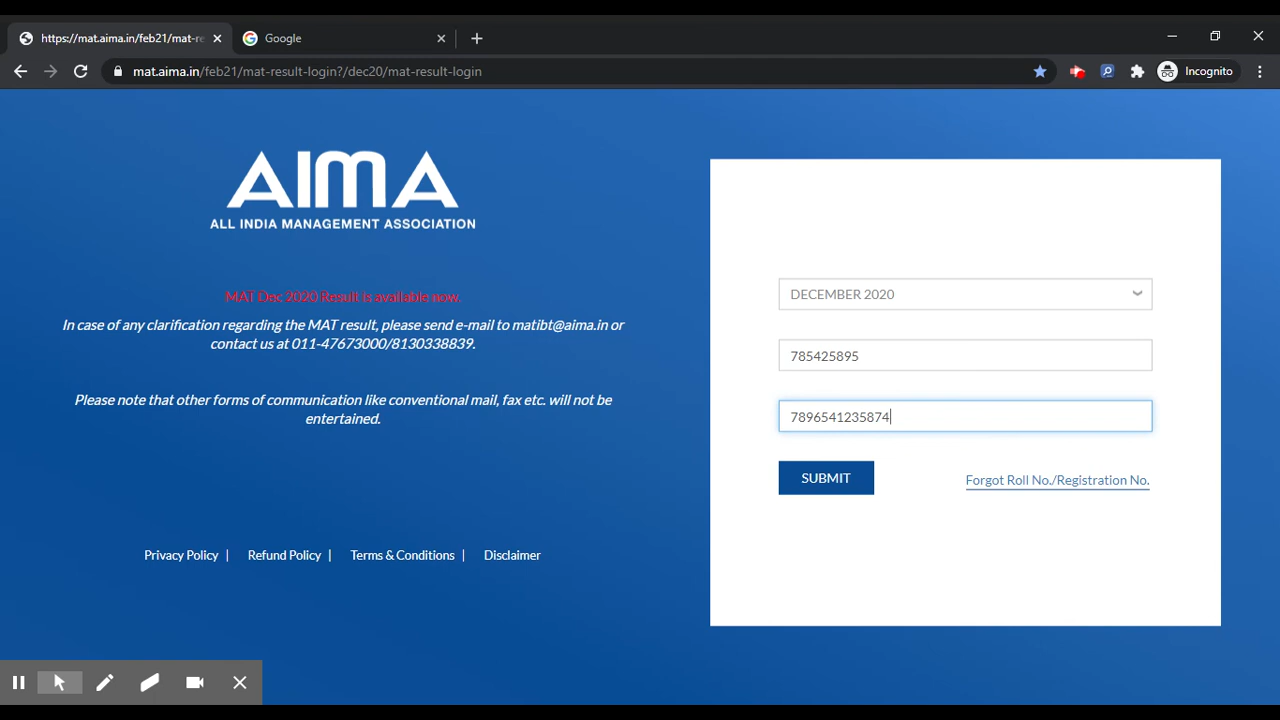 https://mat.aima.in/feb21/mat-re
Google
mat.aima.in/feb21/mat-result-login?/dec20/mat-result-login
Incognito
AIMA
ALL INDIA MANAGEMENT ASSOCIATION
MAT Dec 2020 Result is available now.
In case of any clarification regarding the MAT result, please send e-mail to matibt@aima.in or
contact us at 011-47673000/8130338839.
Please note that other forms of communication like conventional mail, fax etc. will not be
entertained.
Privacy Policy |
Refund Policy |
Terms & Conditions |
Disclaimer
DECEMBER 2020
785425895
7896541235874
SUBMIT
Forgot Roll No./Registration No.